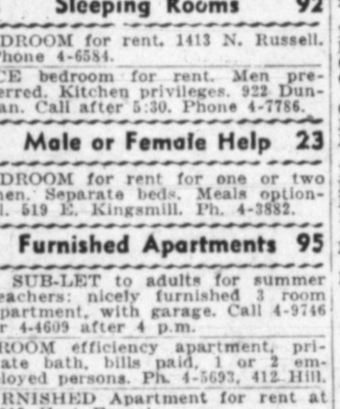 Sleeping Rooms 92
DROOM for rent. 1413 N. Russell.
hone 4-6584.
CE bedroom for rent. Men pre-
erred. Kitchen privileges. 922 Dun-
an. Call after 5:30. Phone 4-7786.
Male or Female Help 23
DROOM for rent for one or two
en. Separate beds. Meals option-
l. 519 E. Kingsmill. Ph. 4-3882.
Furnished Apartments 95
SUB-LET to adults for summer
eachers: nicely furnished 3 room
partment, with garage. Call 4-9746
r 4-4609 after 4 p.m.
ROOM efficiency apartment, pri-
ate bath, bills paid, 1 or 2 em-
loyed persons. Ph. 4-5693, 412 Hill.
RNISHED Apartment for rent at